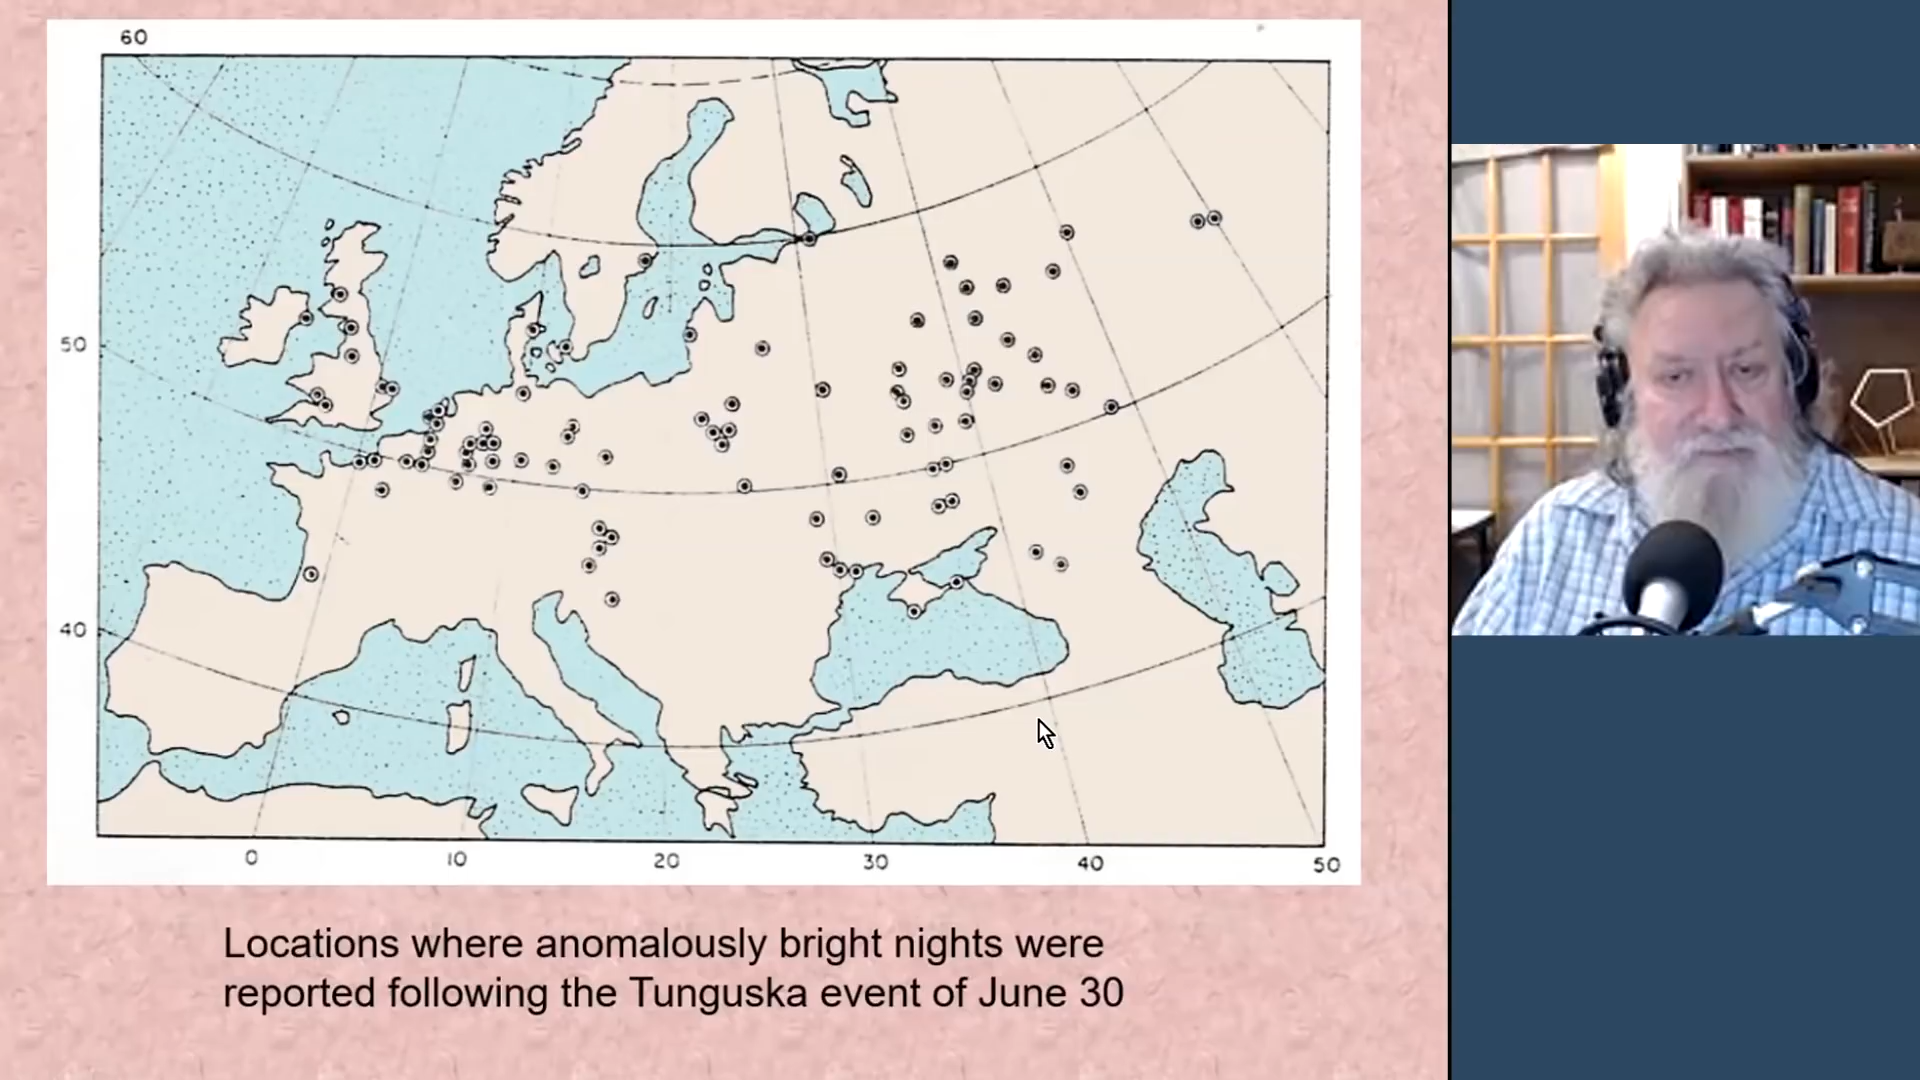 60
50
40
0 10 20 30 40 50
Locations where anomalously bright nights were
reported following the Tunguska event of June 30